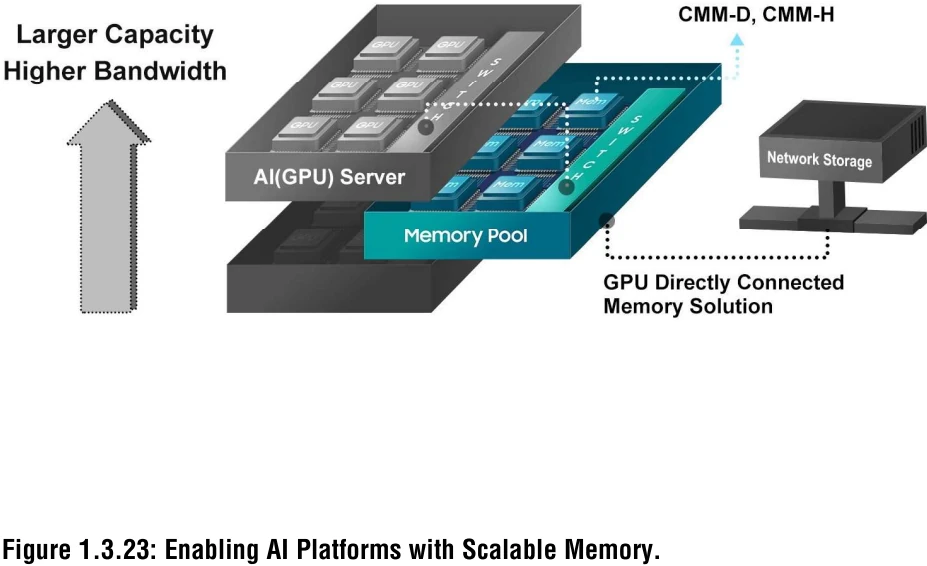 Larger Capacity
Higher Bandwidth
CMM-D, CMM-H
GPU GPU
GPU GPU
GPU GPU
SWITCH
AI(GPU) Server
Mem
Mem
Mem
SWITCH
Memory Pool
Network Storage
GPU Directly Connected
Memory Solution
Figure 1.3.23: Enabling AI Platforms with Scalable Memory.